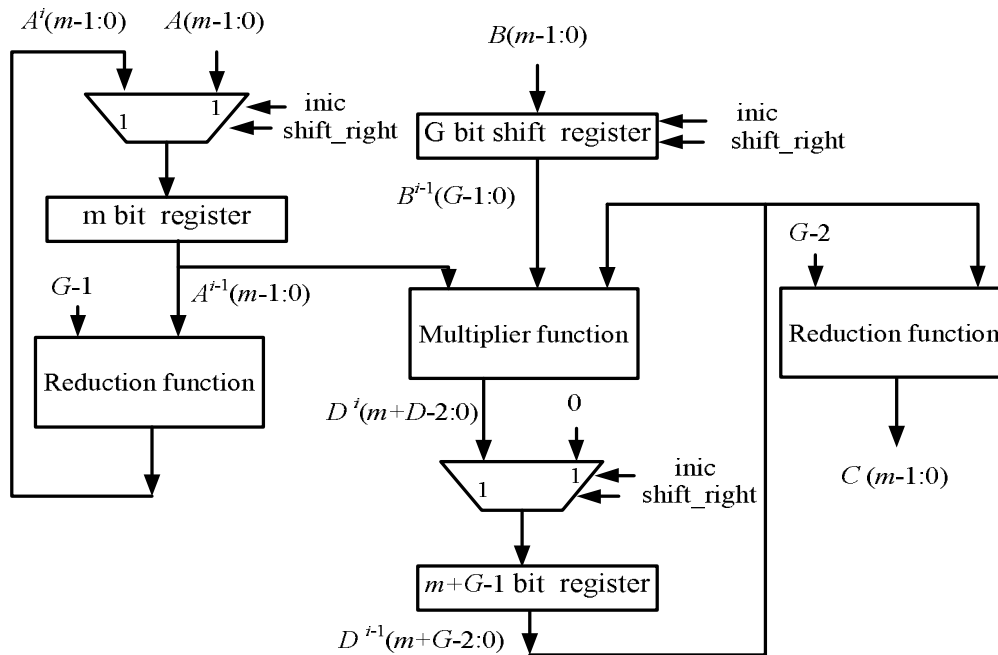 A^i(m-1:0)
A(m-1:0)
B(m-1:0)
1
1
inic
shift_right
G bit shift register
inic
shift_right
m bit register
B^{i-1}(G-1:0)
G-2
G-1
A^{i-1}(m-1:0)
Reduction function
Multiplier function
Reduction function
D^i(m+D-2:0)
0
1
1
inic
shift_right
C (m-1:0)
m+G-1 bit register
D^{i-1}(m+G-2:0)